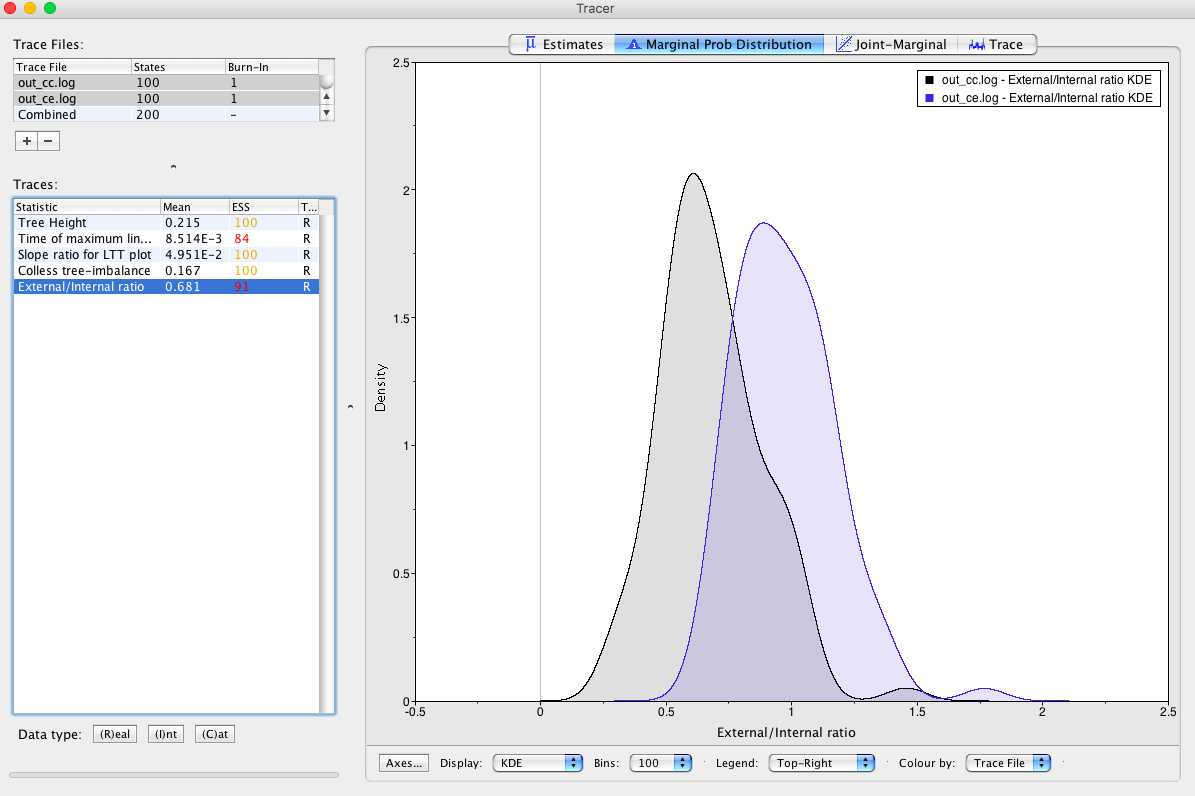 Tracer
Trace Files:
Trace File States Burn-In
out_cc.log 100 1
out_ce.log 100 1
Combined 200 -
+ −
Traces:
Statistic Mean ESS T...
Tree Height 0.215 100 R
Time of maximum lin... 8.514E-3 84 R
Slope ratio for LTT plot 4.951E-2 100 R
Colless tree-imbalance 0.167 100 R
External/Internal ratio 0.681 91 R
Data type: (R)eal (I)nt (C)at
Estimates Marginal Prob Distribution Joint-Marginal Trace
out_cc.log - External/Internal ratio KDE
out_ce.log - External/Internal ratio KDE
2.5
2
1.5
1
0.5
0
Density
-0.5 0 0.5 1 1.5 2 2.5
External/Internal ratio
Axes... Display: KDE Bins: 100 Legend: Top-Right Colour by: Trace File